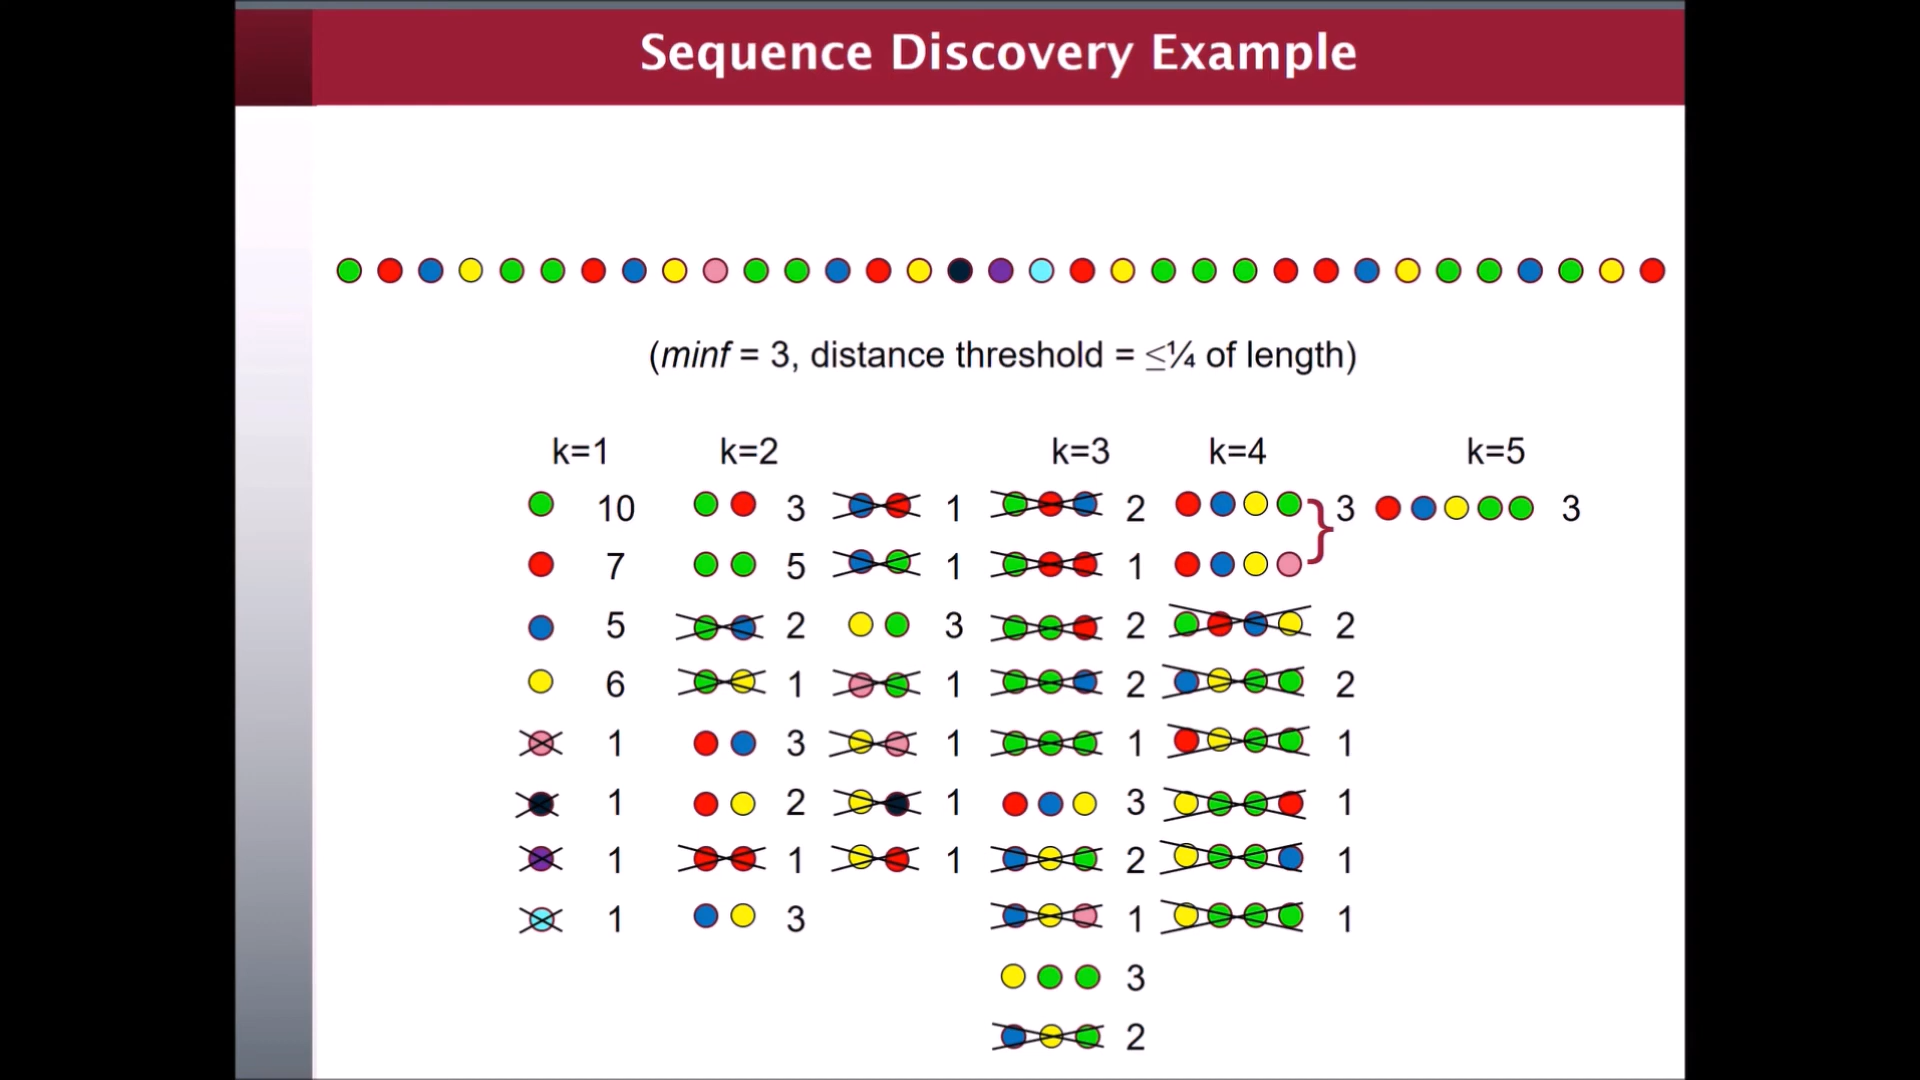 Sequence Discovery Example
(minf = 3, distance threshold = ≤¼ of length)
k=1 k=2 k=3 k=4 k=5
10 3 1 2 3 3
7 5 1 1
5 2 3 2 2
6 1 1 2 2
1 3 1 1 1
1 2 1 3 1
1 1 1 2 1
1 3 1 1
3
2